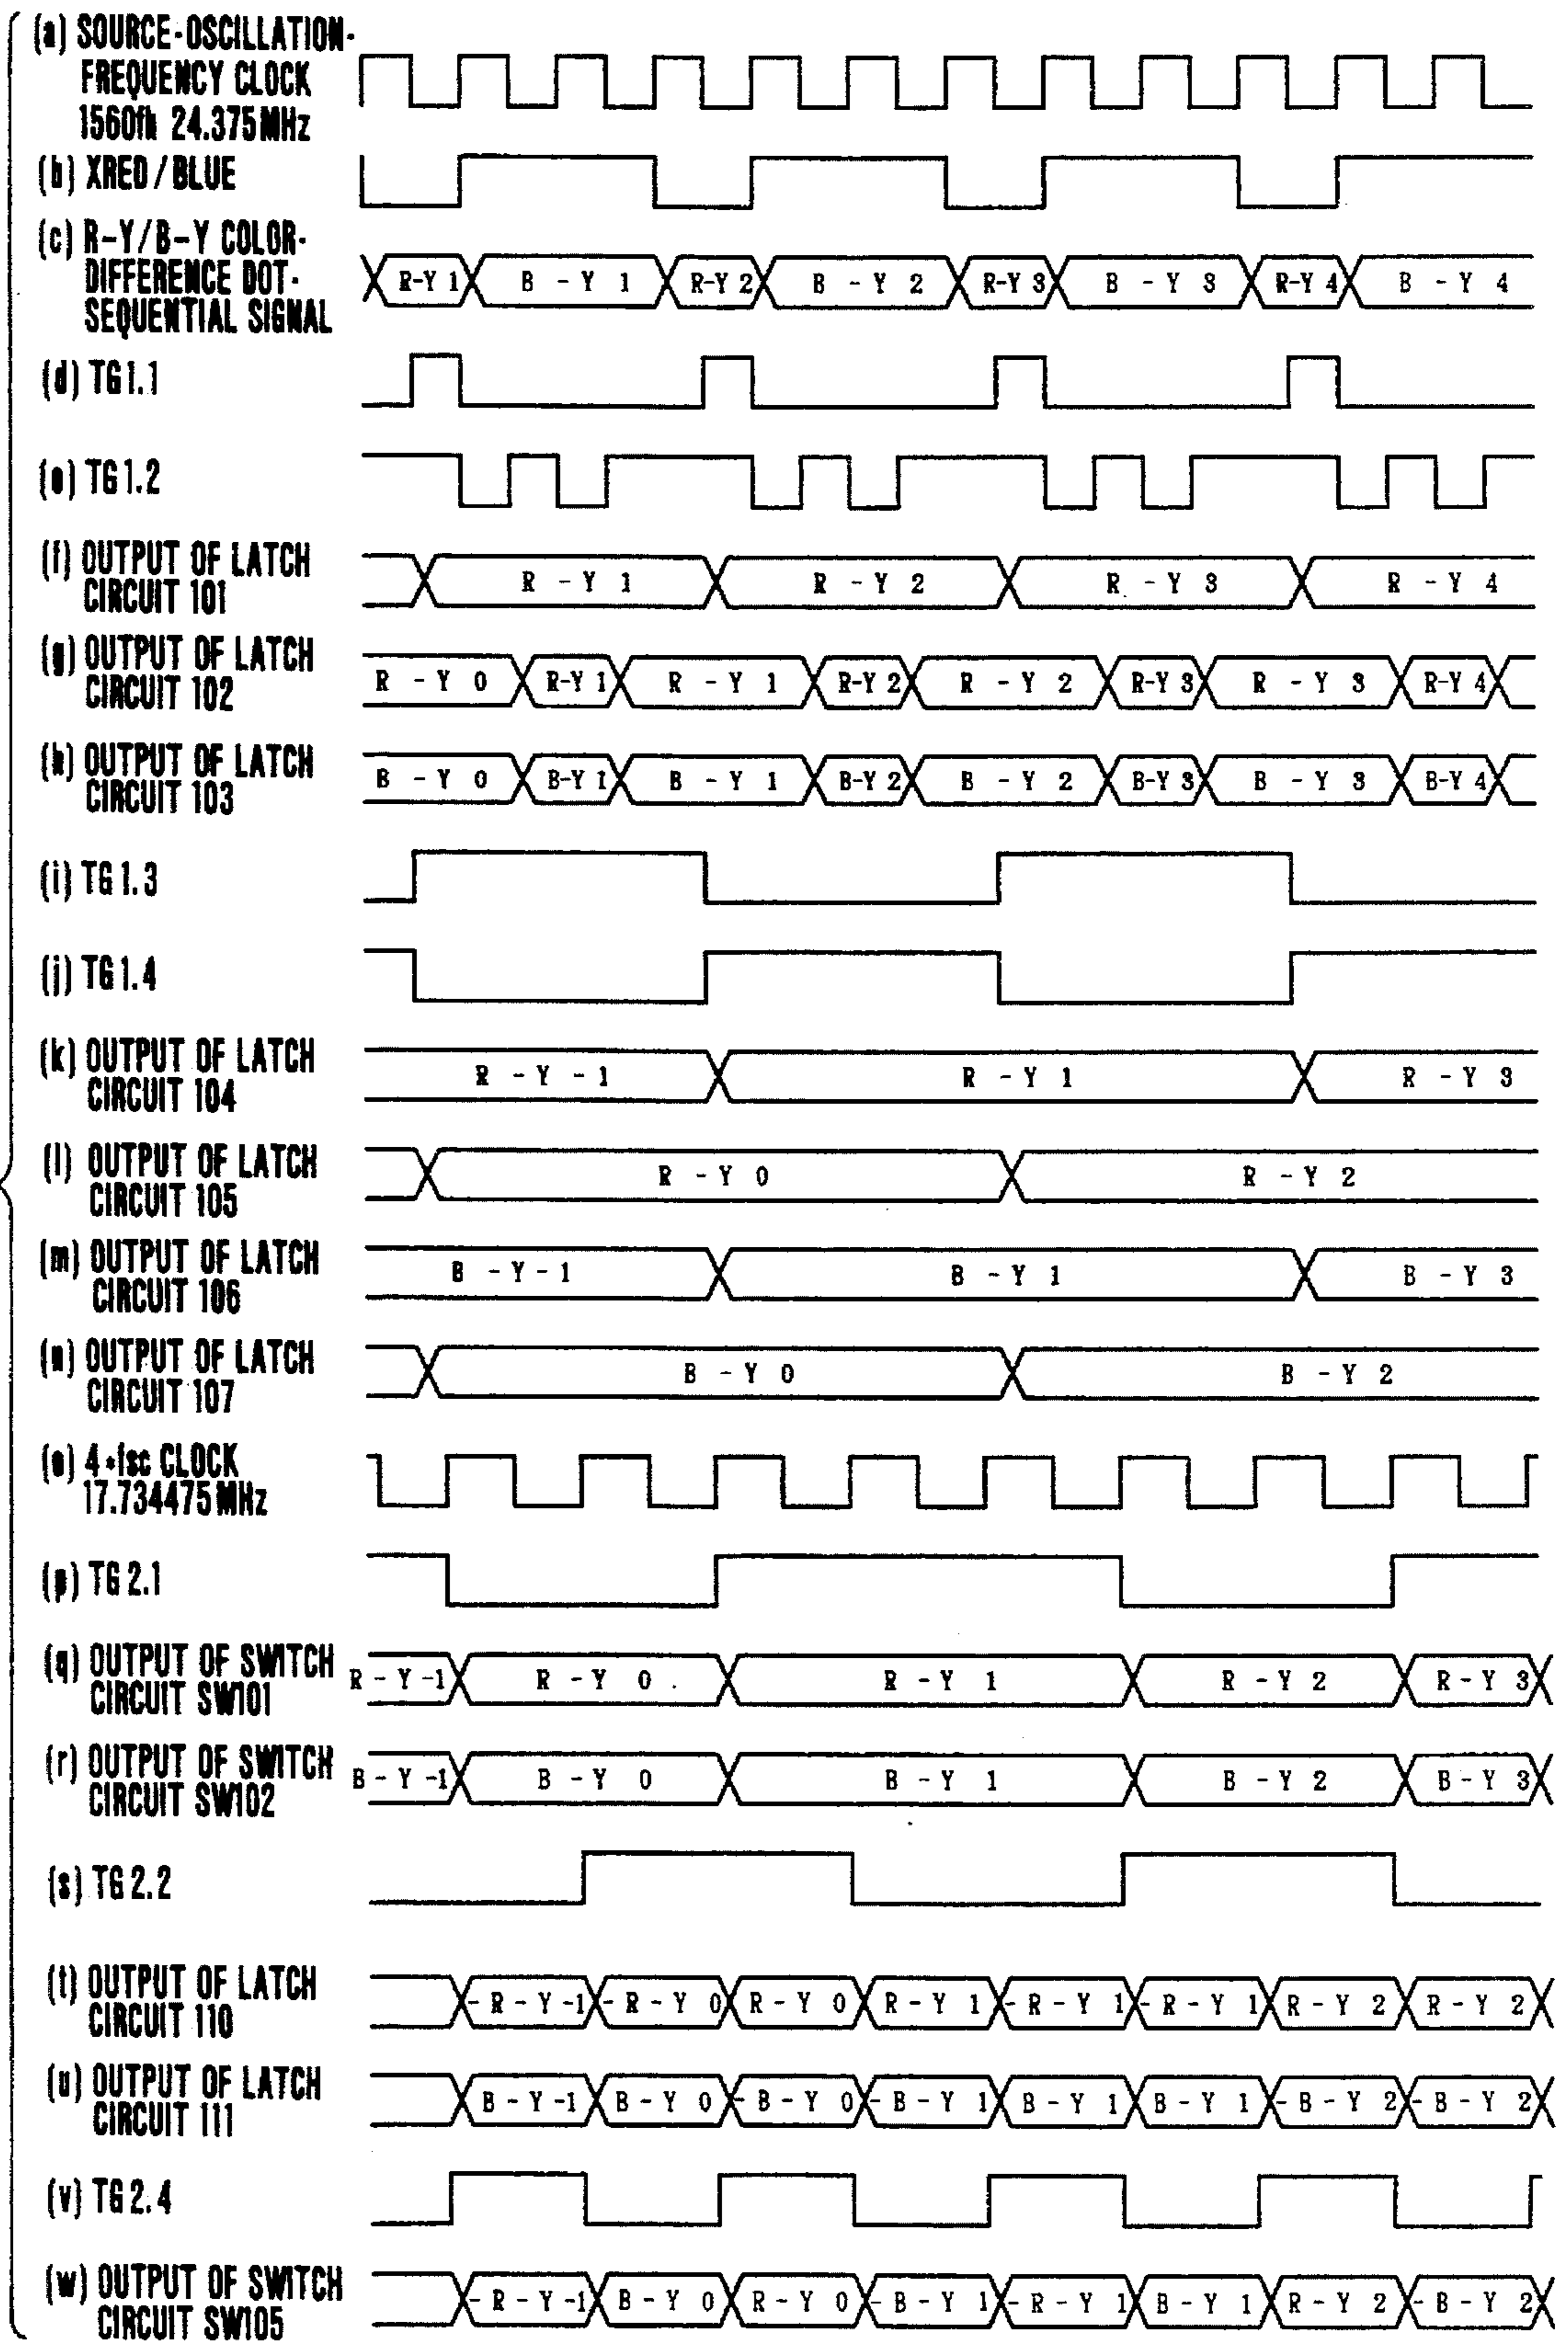 (a) SOURCE-OSCILLATION-
FREQUENCY CLOCK
1560fh 24.375MHz
(b) XRED/BLUE
(c) R-Y/B-Y COLOR-
DIFFERENCE DOT-
SEQUENTIAL SIGNAL
R-Y 1 B-Y 1 R-Y 2 B-Y 2 R-Y 3 B-Y 3 R-Y 4 B-Y 4
(d) TG1.1
(e) TG1.2
(f) OUTPUT OF LATCH
CIRCUIT 101
R-Y 1 R-Y 2 R-Y 3 R-Y 4
(g) OUTPUT OF LATCH
CIRCUIT 102
R-Y 0 R-Y 1 R-Y 1 R-Y 2 R-Y 2 R-Y 3 R-Y 3 R-Y 4
(h) OUTPUT OF LATCH
CIRCUIT 103
B-Y 0 B-Y 1 B-Y 1 B-Y 2 B-Y 2 B-Y 3 B-Y 3 B-Y 4
(i) TG1.3
(j) TG1.4
(k) OUTPUT OF LATCH
CIRCUIT 104
R-Y-1 R-Y 1 R-Y 3
(l) OUTPUT OF LATCH
CIRCUIT 105
R-Y 0 R-Y 2
(m) OUTPUT OF LATCH
CIRCUIT 106
B-Y-1 B-Y 1 B-Y 3
(n) OUTPUT OF LATCH
CIRCUIT 107
B-Y 0 B-Y 2
(o) 4•fsc CLOCK
17.734475MHz
(p) TG2.1
(q) OUTPUT OF SWITCH
CIRCUIT SW101
R-Y-1 R-Y 0 R-Y 1 R-Y 2 R-Y 3
(r) OUTPUT OF SWITCH
CIRCUIT SW102
B-Y-1 B-Y 0 B-Y 1 B-Y 2 B-Y 3
(s) TG2.2
(t) OUTPUT OF LATCH
CIRCUIT 110
-R-Y-1 -R-Y 0 R-Y 0 R-Y 1 -R-Y 1 -R-Y 1 R-Y 2 R-Y 2
(u) OUTPUT OF LATCH
CIRCUIT 111
B-Y-1 B-Y 0 -B-Y 0 -B-Y 1 B-Y 1 B-Y 1 -B-Y 2 -B-Y 2
(v) TG2.4
(w) OUTPUT OF SWITCH
CIRCUIT SW105
-R-Y-1 B-Y 0 R-Y 0 -B-Y 1 -R-Y 1 B-Y 1 R-Y 2 -B-Y 2